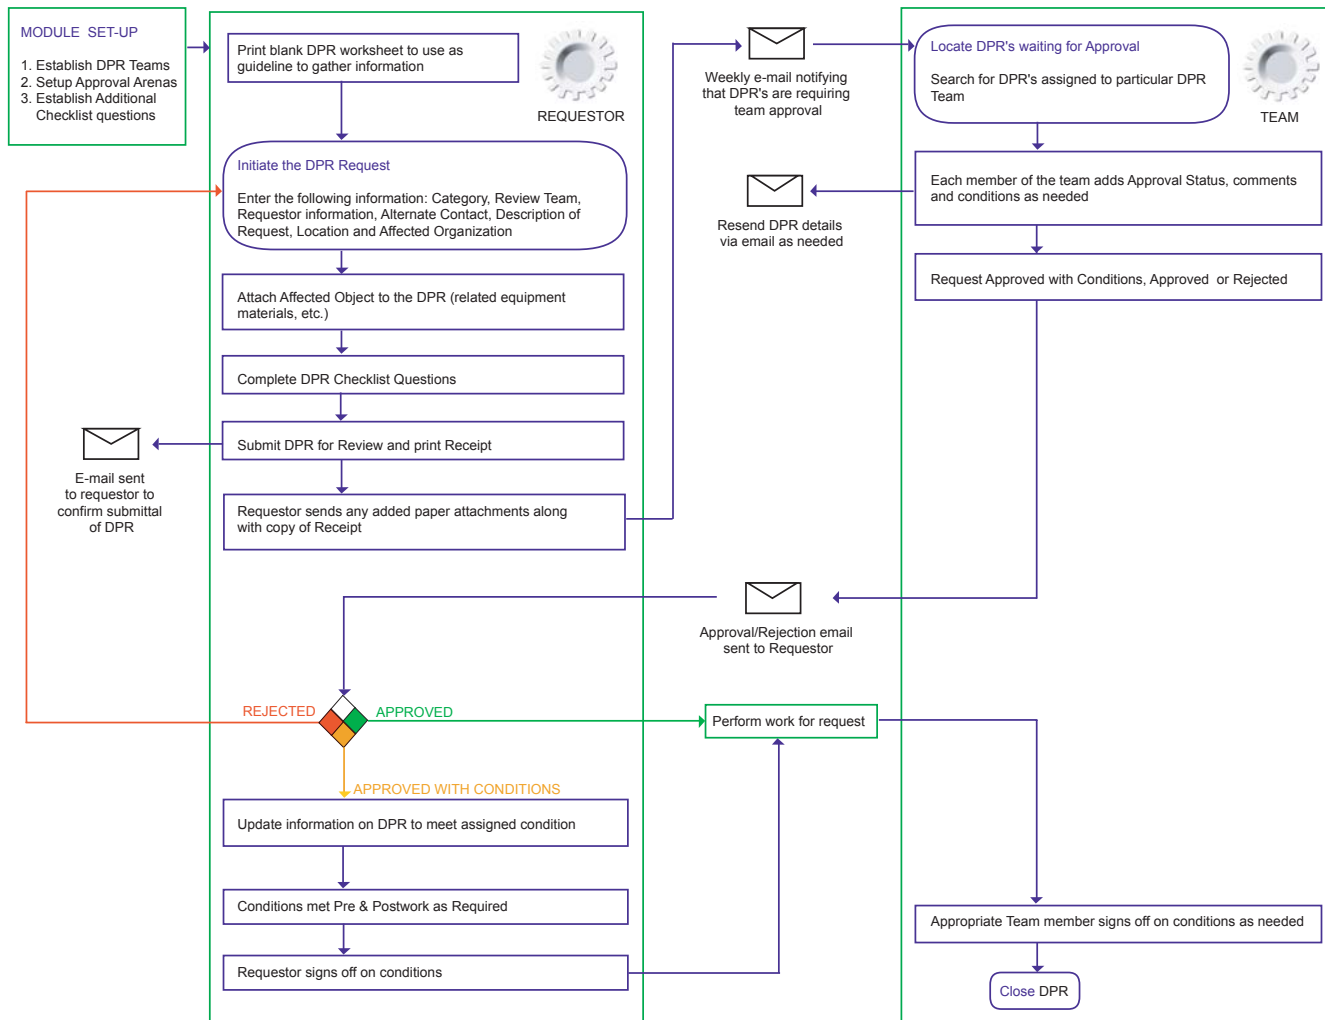 MODULE SET-UP
1. Establish DPR Teams
2. Setup Approval Arenas
3. Establish Additional
Checklist questions
Print blank DPR worksheet to use as
guideline to gather information
REQUESTOR
Initiate the DPR Request
Enter the following information: Category, Review Team,
Requestor information, Alternate Contact, Description of
Request, Location and Affected Organization
Attach Affected Object to the DPR (related equipment
materials, etc.)
Complete DPR Checklist Questions
Submit DPR for Review and print Receipt
E-mail sent
to requestor to
confirm submittal
of DPR
Requestor sends any added paper attachments along
with copy of Receipt
Weekly e-mail notifying
that DPR's are requiring
team approval
Locate DPR's waiting for Approval
Search for DPR's assigned to particular DPR
Team
TEAM
Each member of the team adds Approval Status, comments
and conditions as needed
Resend DPR details
via email as needed
Request Approved with Conditions, Approved or Rejected
Approval/Rejection email
sent to Requestor
REJECTED
APPROVED
APPROVED WITH CONDITIONS
Perform work for request
Update information on DPR to meet assigned condition
Conditions met Pre & Postwork as Required
Requestor signs off on conditions
Appropriate Team member signs off on conditions as needed
Close DPR